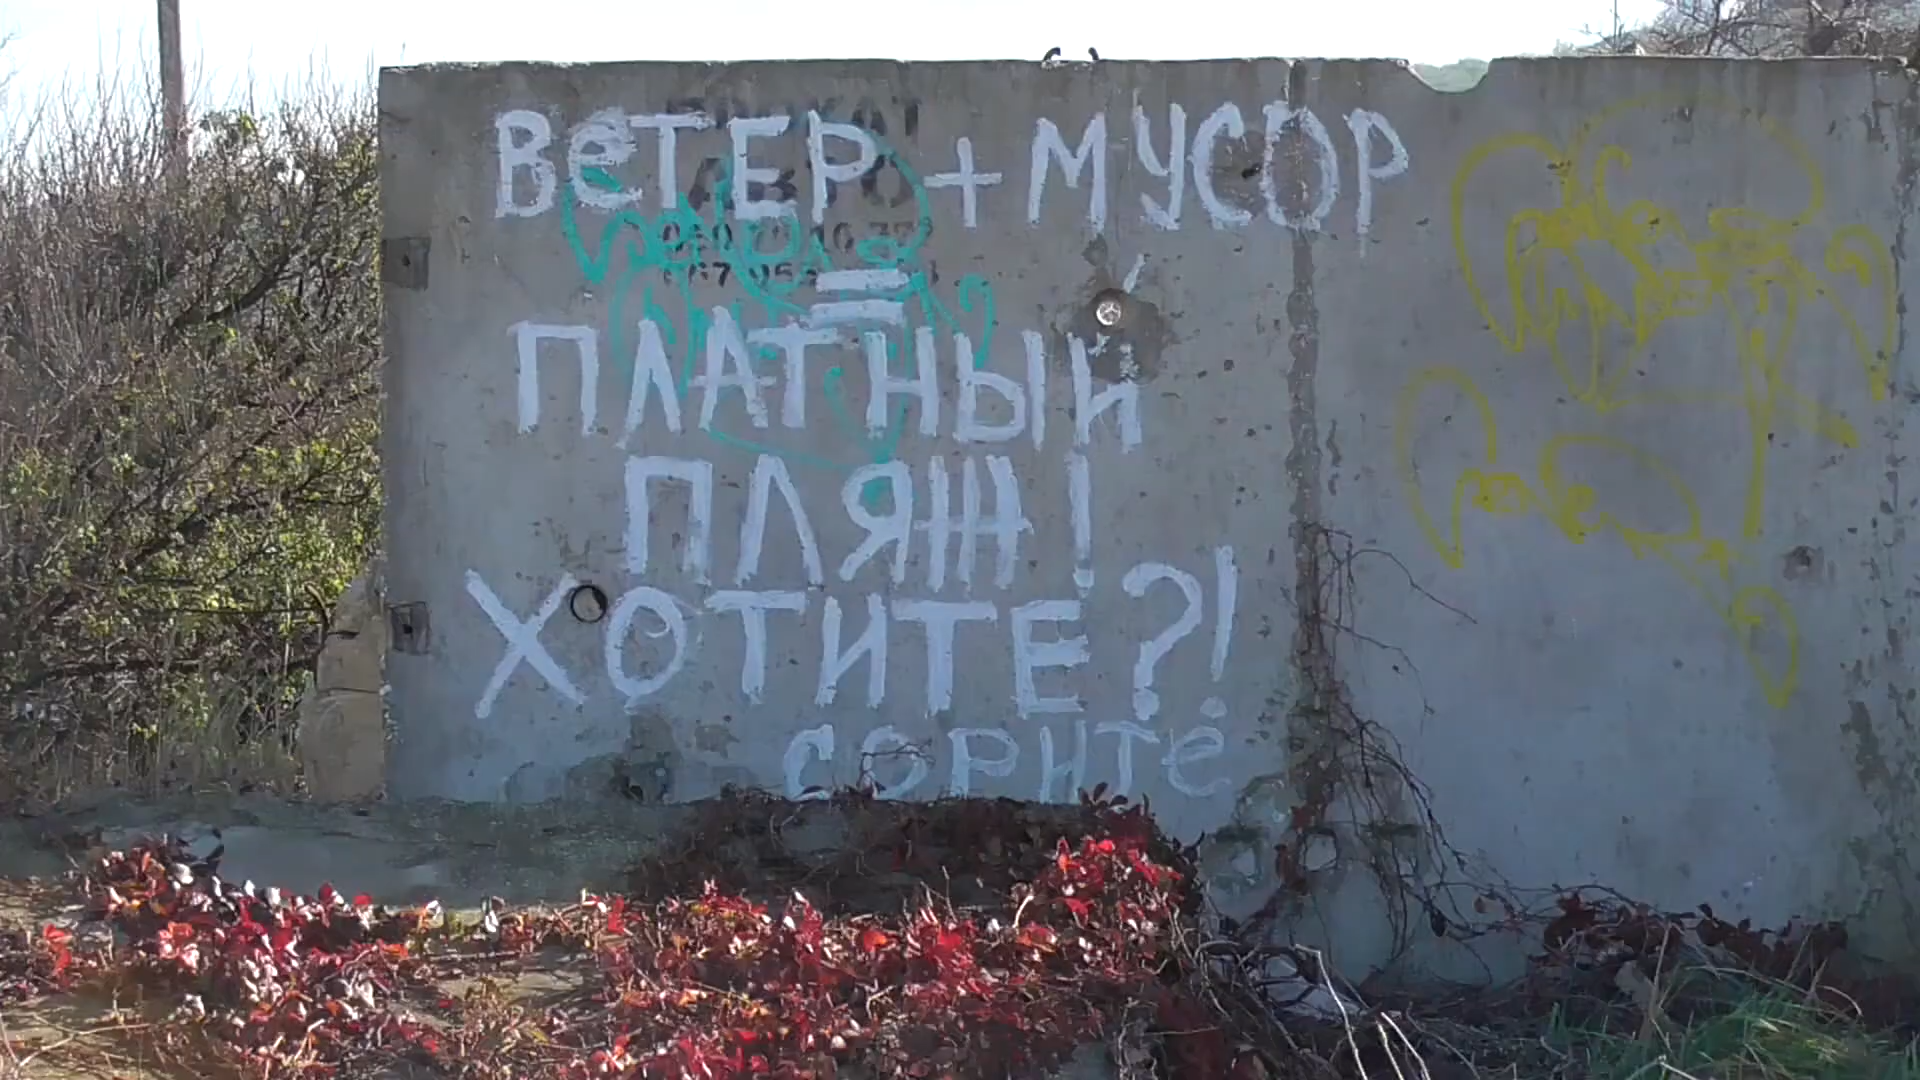 ВеТЕР + МУСОР
=
ПЛАТНЫЙ
ПЛЯЖ!
ХОТИТЕ?!
сорите